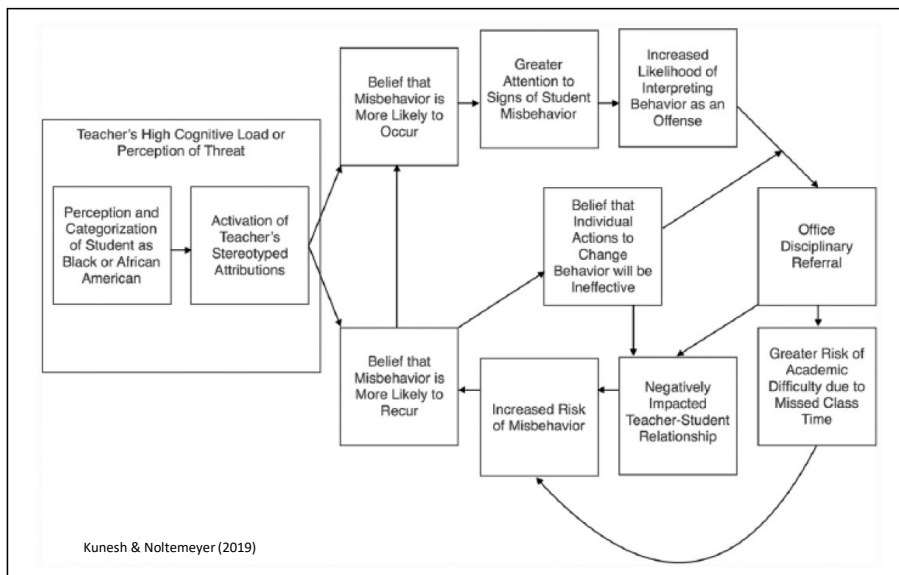 Teacher's High Cognitive Load or
Perception of Threat
Perception and
Categorization
of Student as
Black or African
American
Activation of
Teacher's
Stereotyped
Attributions
Belief that
Misbehavior is
More Likely to
Occur
Greater
Attention to
Signs of Student
Misbehavior
Increased
Likelihood of
Interpreting
Behavior as an
Offense
Belief that
Individual
Actions to
Change
Behavior will be
Ineffective
Office
Disciplinary
Referral
Belief that
Misbehavior is
More Likely to
Recur
Increased Risk
of Misbehavior
Negatively
Impacted
Teacher-Student
Relationship
Greater Risk of
Academic
Difficulty due to
Missed Class
Time
Kunesh & Noltemeyer (2019)